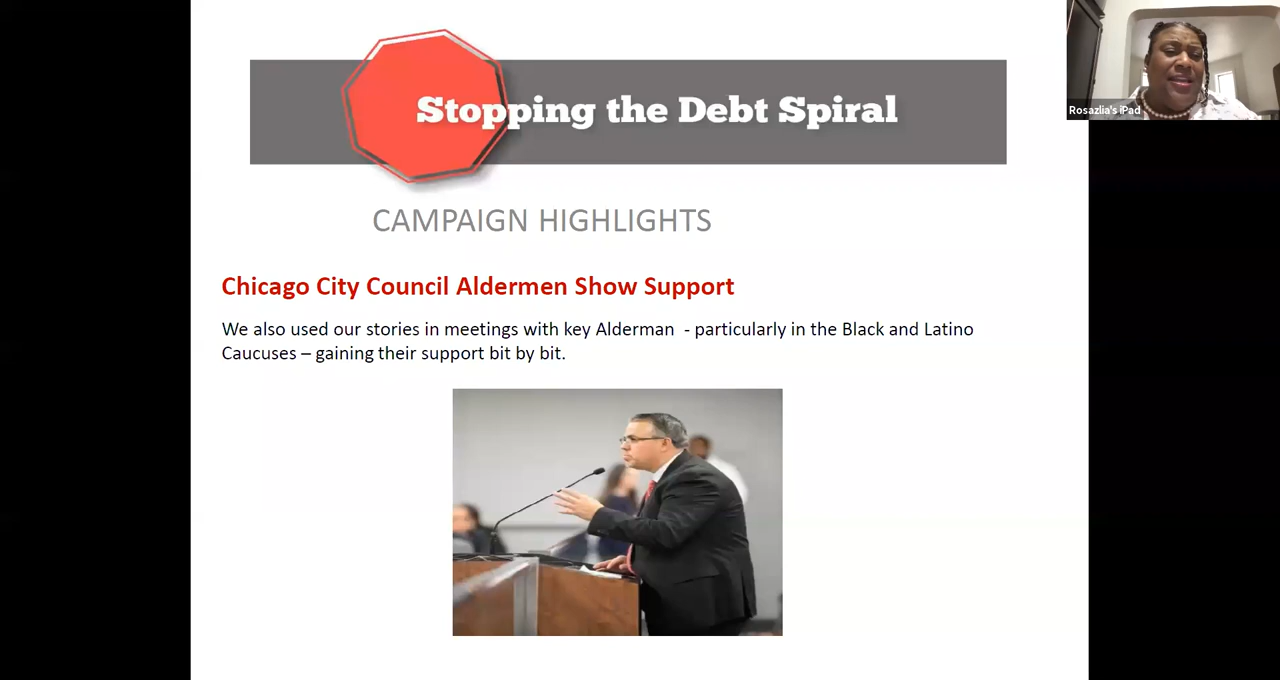 Stopping the Debt Spiral
Rosazlia's iPad
CAMPAIGN HIGHLIGHTS
Chicago City Council Aldermen Show Support
We also used our stories in meetings with key Alderman - particularly in the Black and Latino
Caucuses – gaining their support bit by bit.